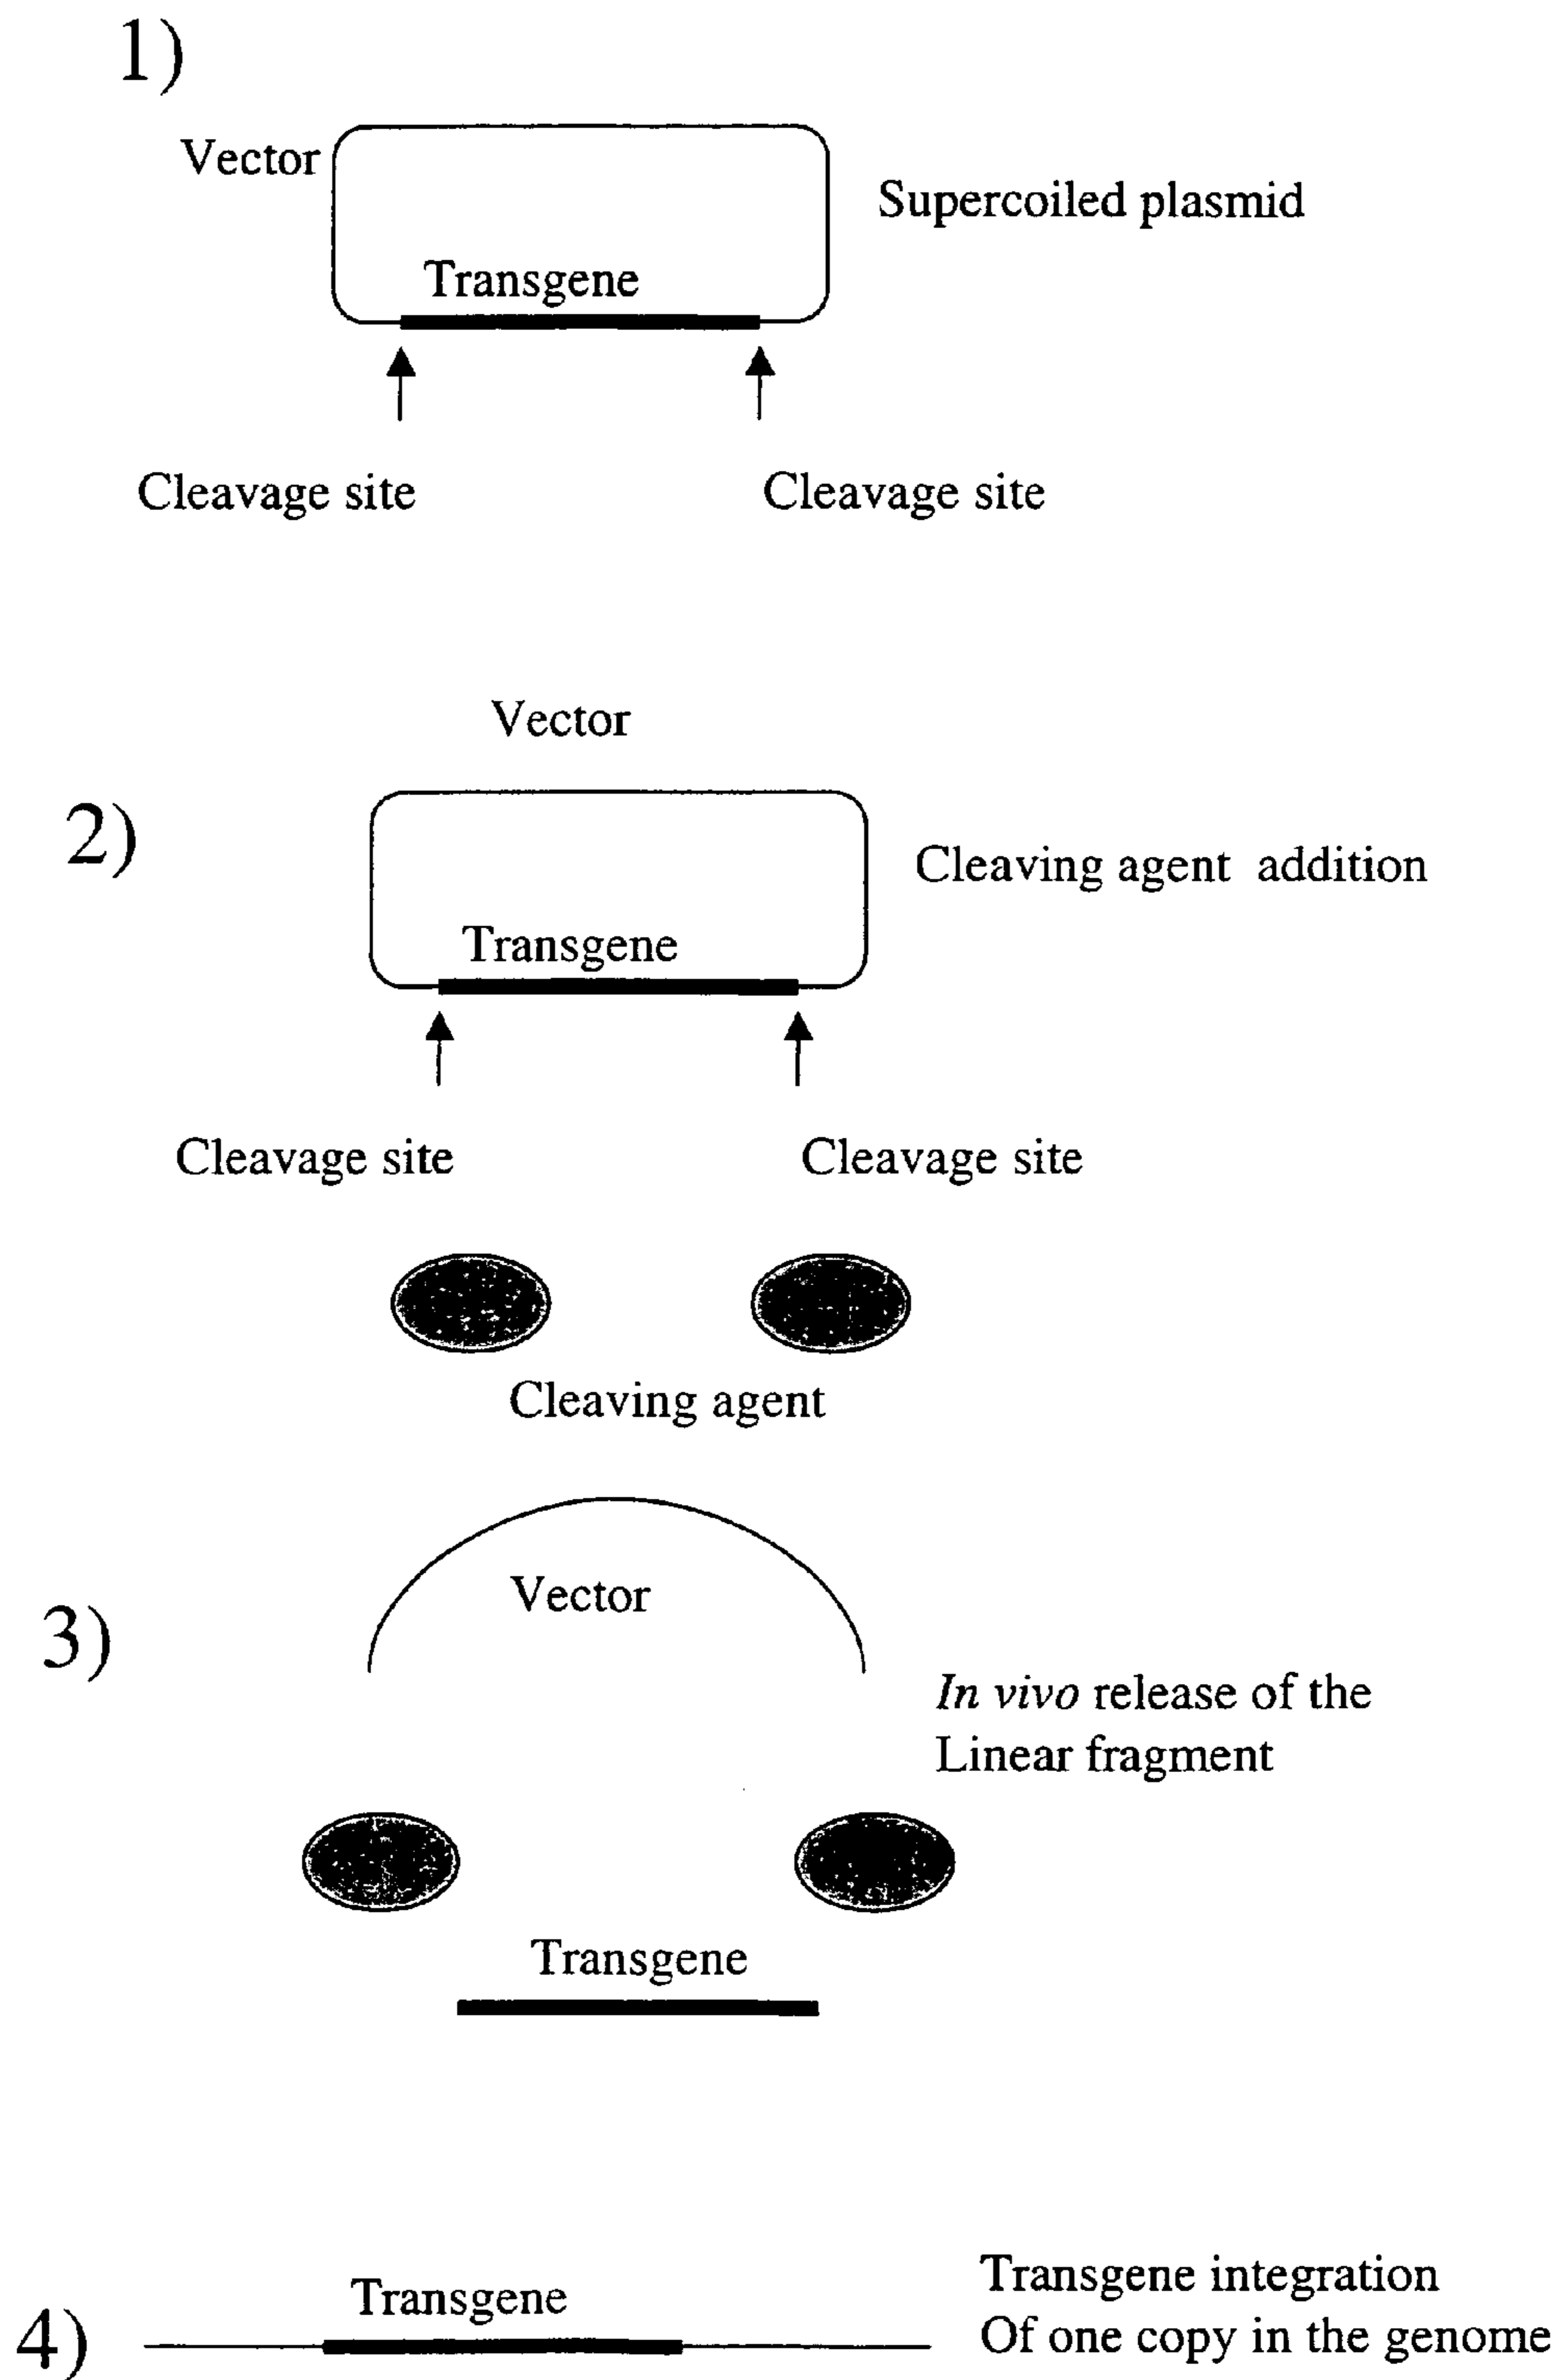 1)
Vector
Supercoiled plasmid
Transgene
Cleavage site
Cleavage site
Vector
2)
Cleaving agent addition
Transgene
Cleavage site
Cleavage site
Cleaving agent
Vector
3)
In vivo release of the
Linear fragment
Transgene
Transgene integration
Transgene
4)
Of one copy in the genome